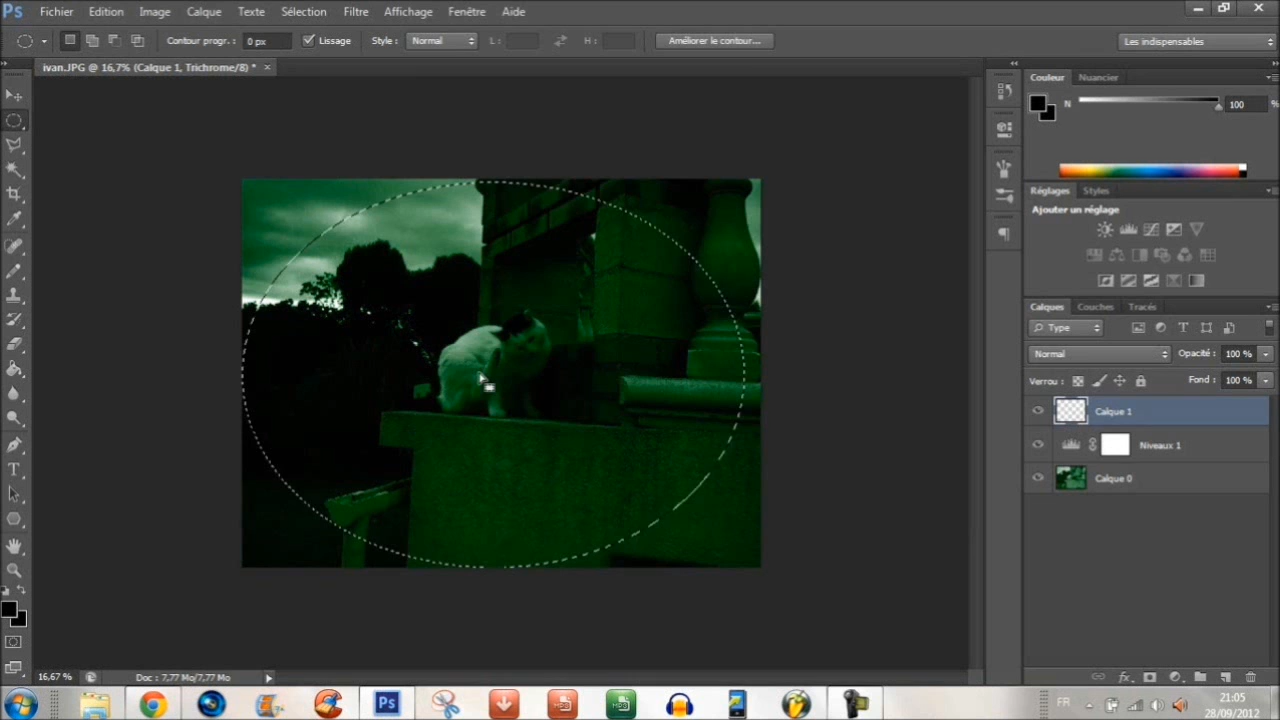 Ps Fichier Edition Image Calque Texte Sélection Filtre Affichage Fenêtre Aide
Contour progr. : 0 px Lissage Style : Normal L : H : Améliorer le contour... Les indispensables
ivan.JPG @ 16,7% (Calque 1, Trichrome/8) * ×
Couleur Nuancier
N 100 %
Réglages Styles
Ajouter un réglage
Calques Couches Tracés
Type
Normal Opacité : 100 %
Verrou : Fond : 100 %
Calque 1
Niveaux 1
Calque 0
16,67 % Doc : 7,77 Mo/7,77 Mo
Ps FR 21:05
28/09/2012